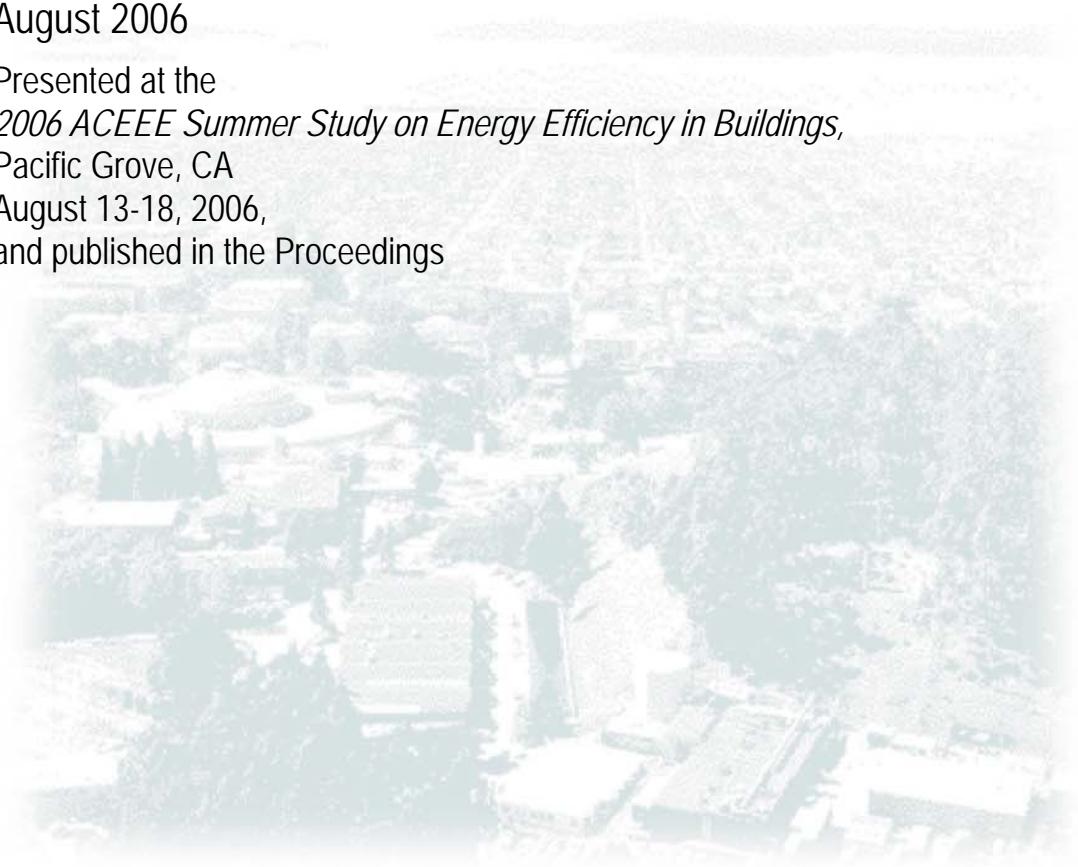 August 2006
Presented at the
2006 ACEEE Summer Study on Energy Efficiency in Buildings,
Pacific Grove, CA
August 13-18, 2006,
and published in the Proceedings